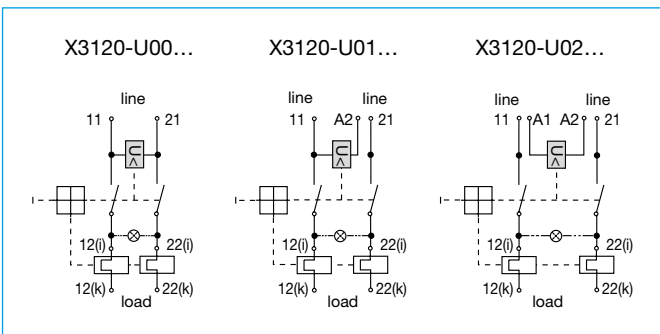 X3120-U00... X3120-U01... X3120-U02...
line line line line line
11 21 11 A2 21 11 A1 A2 21
U< U< U<
12(i) 22(i) 12(i) 22(i) 12(i) 22(i)
12(k) 22(k) 12(k) 22(k) 12(k) 22(k)
load load load